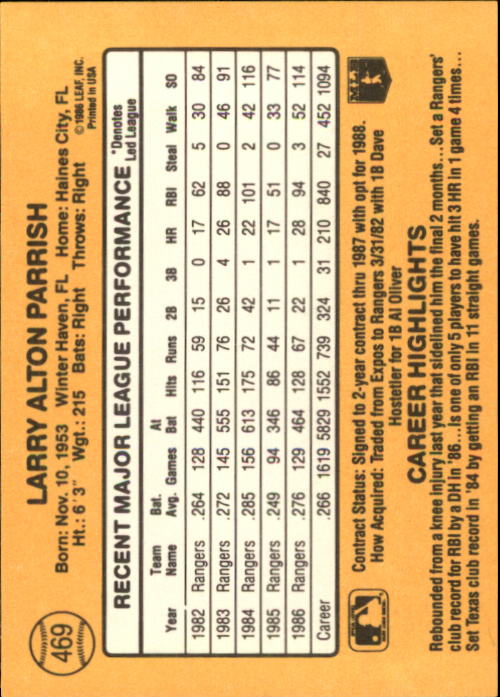 469
LARRY ALTON PARRISH
Born: Nov. 10, 1953 Winter Haven, FL Home: Haines City, FL
Ht.: 6' 3" Wgt.: 215 Bats: Right Throws: Right
© 1986 LEAF, INC.
Printed in USA
RECENT MAJOR LEAGUE PERFORMANCE
*Denotes
Led League
Year Team Name Bat. Avg. Games At Bat Hits Runs 2B 3B HR RBI Steal Walk SO
1982 Rangers .264 128 440 116 59 15 0 17 62 5 30 84
1983 Rangers .272 145 555 151 76 26 4 26 88 0 46 91
1984 Rangers .285 156 613 175 72 42 1 22 101 2 42 116
1985 Rangers .249 94 346 86 44 11 1 17 51 0 33 77
1986 Rangers .276 129 464 128 67 22 1 28 94 3 52 114
Career .266 1619 5829 1552 739 324 31 210 840 27 452 1094
Contract Status: Signed to 2-year contract thru 1987 with opt for 1988.
How Acquired: Traded from Expos to Rangers 3/31/82 with 1B Dave
Hostetler for 1B Al Oliver
MLB
CAREER HIGHLIGHTS
Rebounded from a knee injury last year that sidelined him the final 2 months...Set a Rangers'
club record for RBI by a DH in '86...Is one of only 5 players to have hit 3 HR in 1 game 4 times...
Set Texas club record in '84 by getting an RBI in 11 straight games.